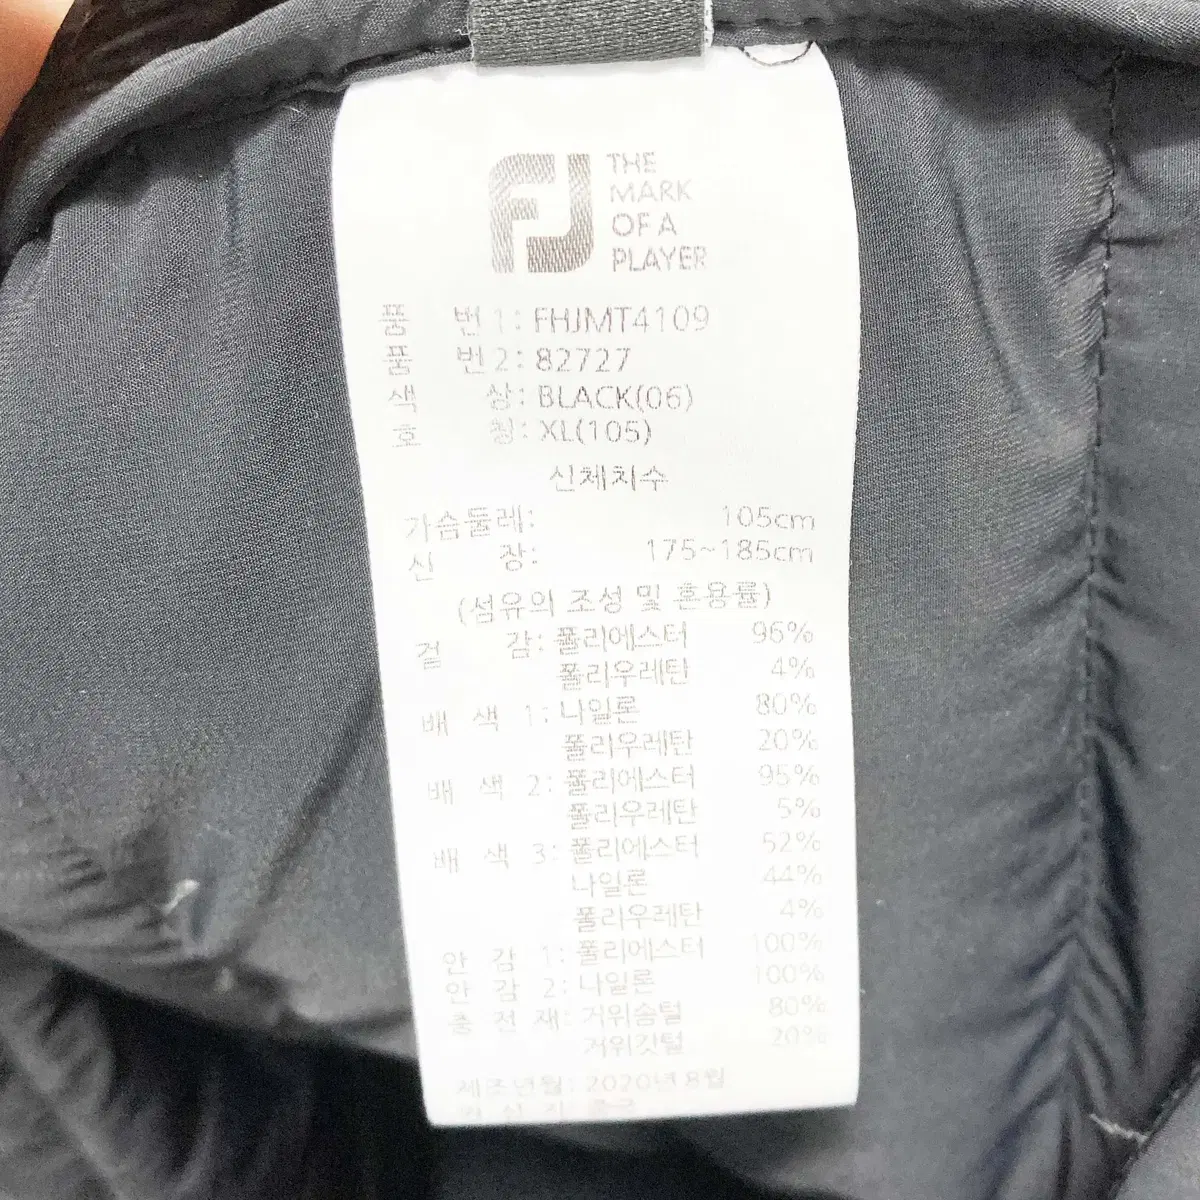 FJ
THE
MARK
OF A
PLAYER
품 번 1: FHJMT4109
품 번 2: 82727
색 상: BLACK(06)
호 칭: XL(105)
신체치수
가슴둘레: 105cm
신 장: 175~185cm
(섬유의 조성 및 혼용률)
겉 감: 폴리에스터 96%
폴리우레탄 4%
배 색 1: 나일론 80%
폴리우레탄 20%
배 색 2: 폴리에스터 95%
폴리우레탄 5%
배 색 3: 폴리에스터 52%
나일론 44%
폴리우레탄 4%
안 감 1: 폴리에스터 100%
안 감 2: 나일론 100%
충 전 재: 거위솜털 80%
거위깃털 20%
제조년월: 2020년 8월